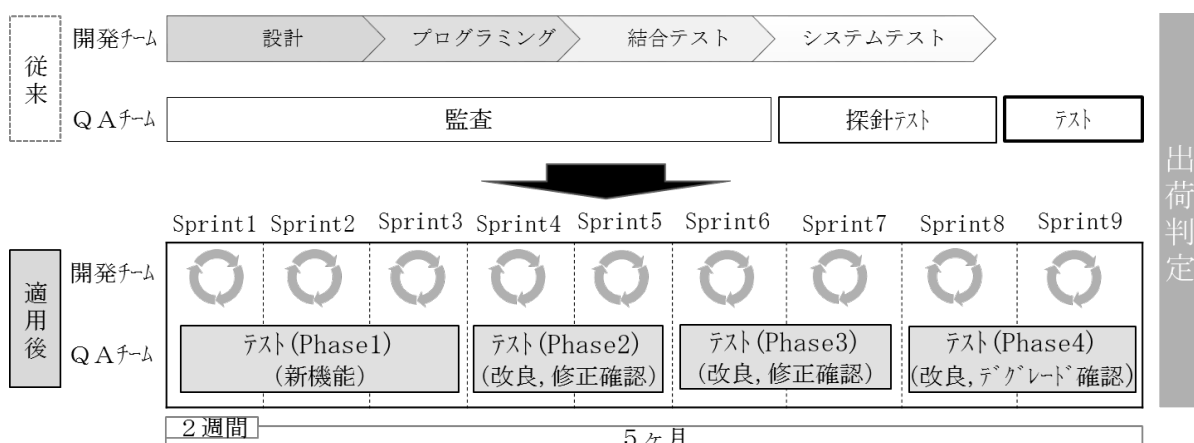 従来
開発ﾁｰﾑ
設計
プログラミング
結合テスト
システムテスト
ＱＡﾁｰﾑ
監査
探針ﾃｽﾄ
ﾃｽﾄ
出荷判定
Sprint1 Sprint2 Sprint3 Sprint4 Sprint5 Sprint6 Sprint7 Sprint8 Sprint9
適用後
開発ﾁｰﾑ
ＱＡﾁｰﾑ
ﾃｽﾄ(Phase1)
(新機能)
ﾃｽﾄ(Phase2)
(改良,修正確認)
ﾃｽﾄ(Phase3)
(改良,修正確認)
ﾃｽﾄ(Phase4)
(改良,ﾃﾞｸﾞﾚｰﾄﾞ確認)
２週間
５ヶ月